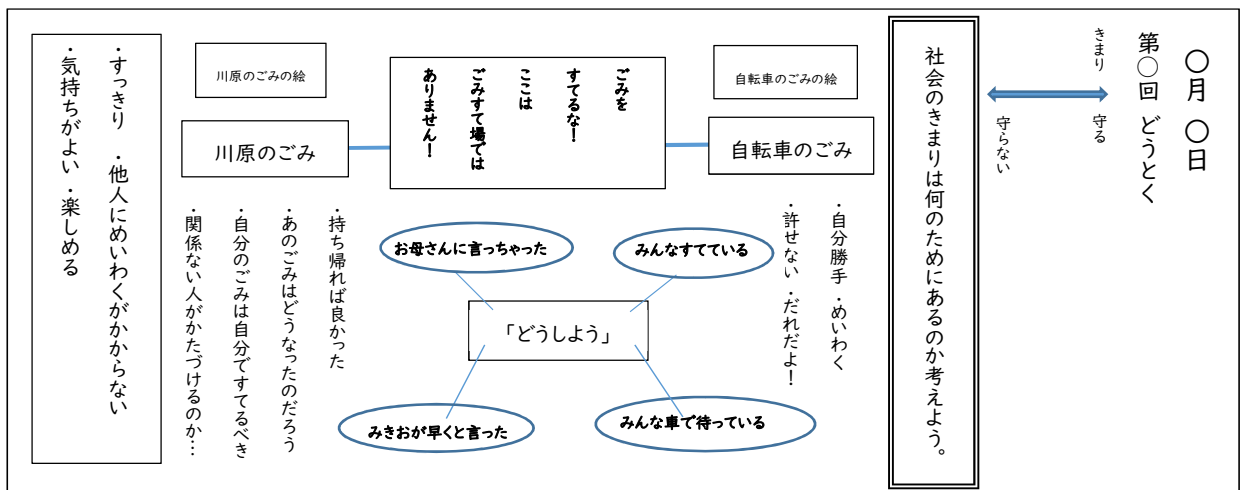 〇月 〇日
第〇回 どうとく
きまり 守る
守らない
社会のきまりは何のためにあるのか考えよう。
自転車のごみの絵
自転車のごみ
・自分勝手 ・めいわく
・許せない ・だれだよ！
ごみを
すてるな！
ここは
ごみすて場では
ありません！
みんなすてている
お母さんに言っちゃった
「どうしよう」
みんな車で待っている
みきおが早くと言った
川原のごみの絵
川原のごみ
・持ち帰れば良かった
・あのごみはどうなったのだろう
・自分のごみは自分ですてるべき
・関係ない人がかたづけるのか…
・すっきり ・他人にめいわくがかからない
・気持ちがよい ・楽しめる